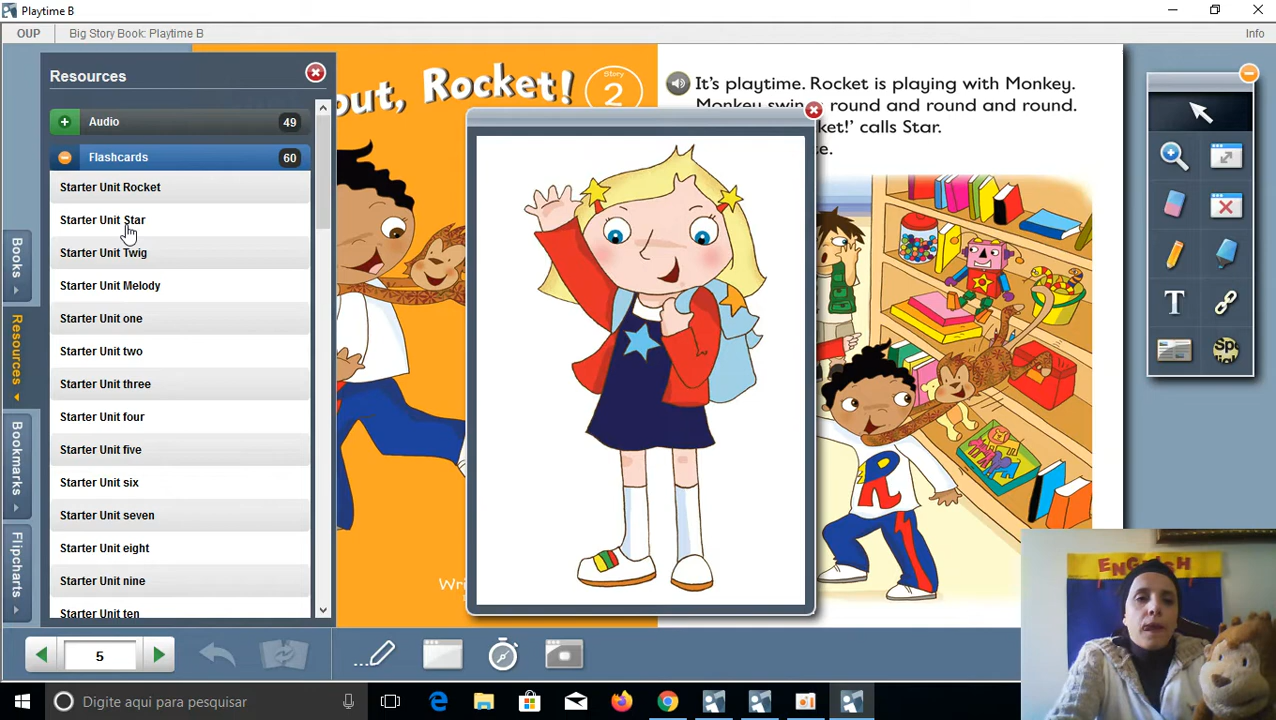 Playtime B
OUP
Big Story Book: Playtime B
Info
Resources
Audio 49
Flashcards 60
Starter Unit Rocket
Starter Unit Star
Starter Unit Twig
Starter Unit Melody
Starter Unit one
Starter Unit two
Starter Unit three
Starter Unit four
Starter Unit five
Starter Unit six
Starter Unit seven
Starter Unit eight
Starter Unit nine
Starter Unit ten
Books
Resources
Bookmarks
Flipcharts
out, Rocket!
Story
2
It's playtime. Rocket is playing with Monkey.
Monkey swings round and round and round.
ket!' calls Star.
te.
R
T
ENGLISH
5
Digite aqui para pesquisar